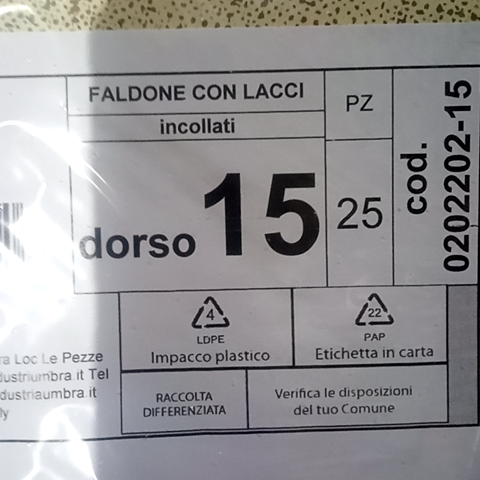 FALDONE CON LACCI
incollati
dorso 15
PZ
25
cod.
0202202-15
4
LDPE
Impacco plastico
22
PAP
Etichetta in carta
Loc Le Pezze
dustriumbra.it Tel
dustriaumbra.it
RACCOLTA
DIFFERENZIATA
Verifica le disposizioni
del tuo Comune